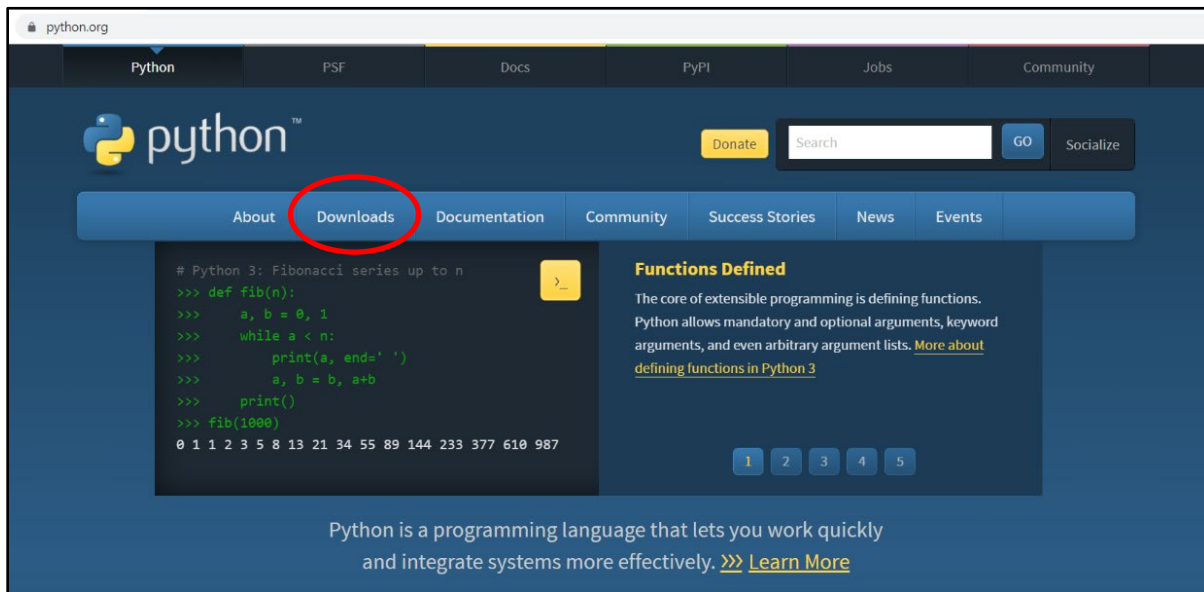 python.org
Python PSF Docs PyPI Jobs Community
python™
Donate Search GO Socialize
About Downloads Documentation Community Success Stories News Events
# Python 3: Fibonacci series up to n
>>> def fib(n):
>>>     a, b = 0, 1
>>>     while a < n:
>>>         print(a, end=' ')
>>>         a, b = b, a+b
>>>     print()
>>> fib(1000)
0 1 1 2 3 5 8 13 21 34 55 89 144 233 377 610 987
>_
Functions Defined
The core of extensible programming is defining functions.
Python allows mandatory and optional arguments, keyword
arguments, and even arbitrary argument lists. More about
defining functions in Python 3
1 2 3 4 5
Python is a programming language that lets you work quickly
and integrate systems more effectively. >>> Learn More